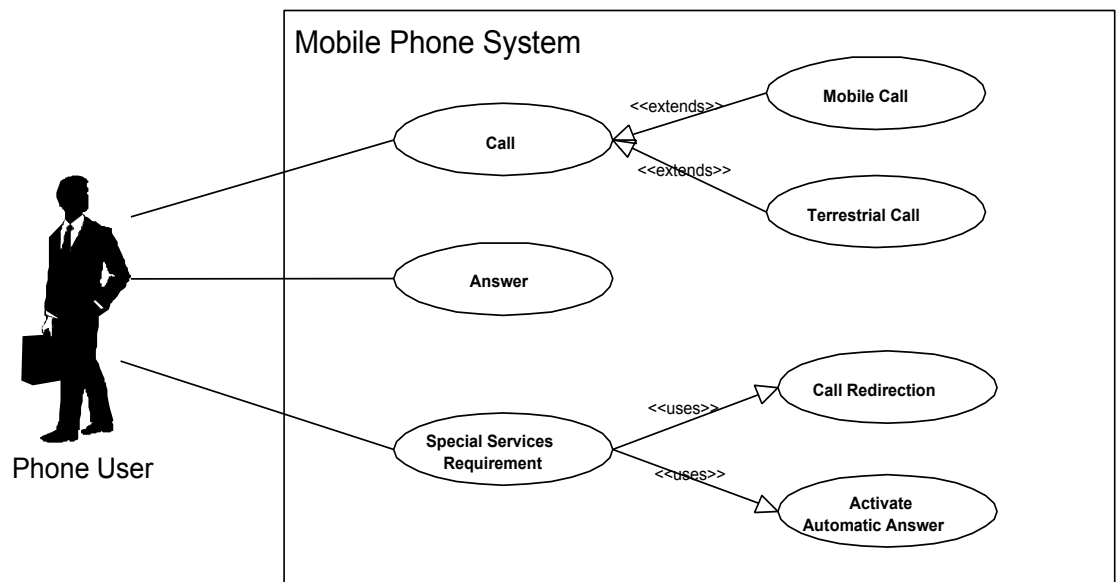 Mobile Phone System
Mobile Call
<<extends>>
Call
<<extends>>
Terrestrial Call
Answer
Call Redirection
<<uses>>
Special Services
Requirement
Phone User
<<uses>>
Activate
Automatic Answer